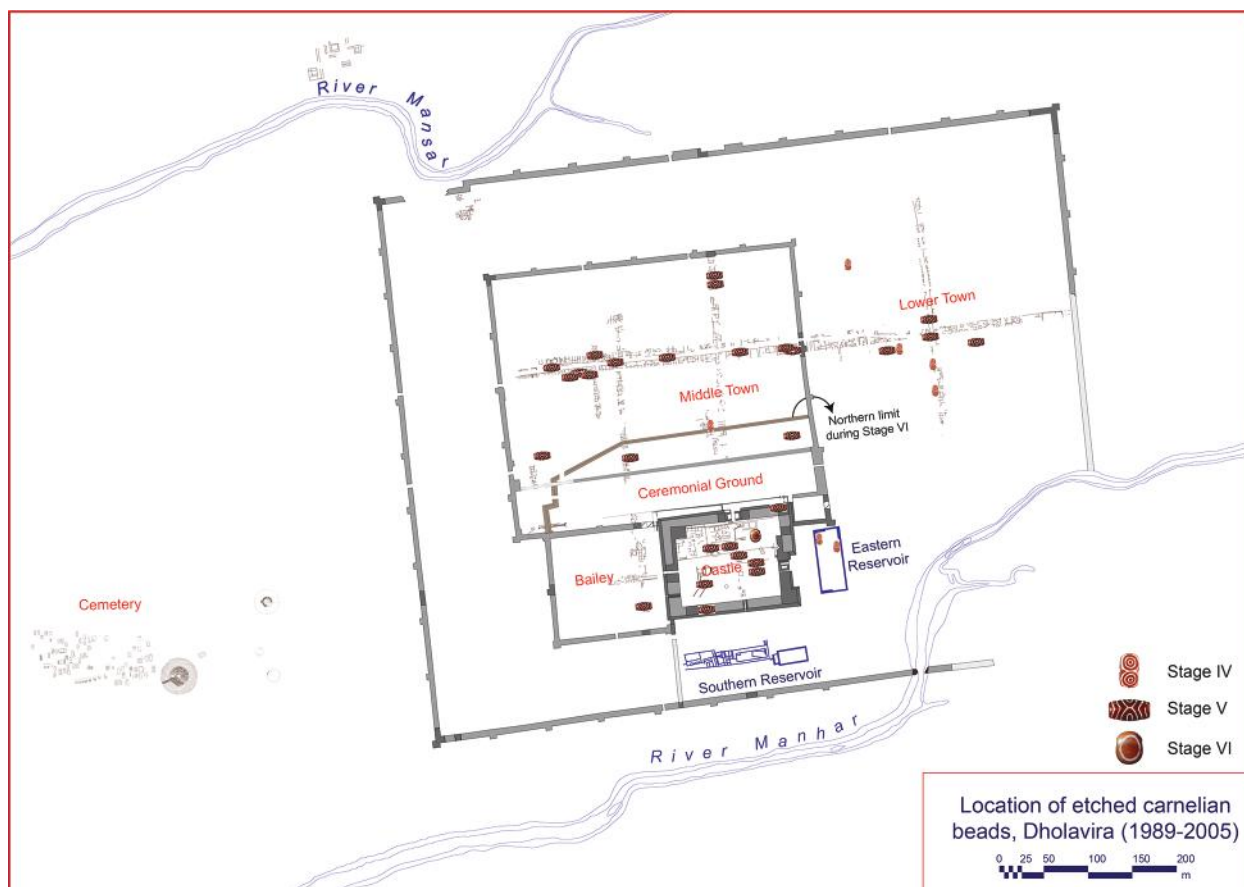 River Mansar
Lower Town
Middle Town
Northern limit
during Stage VI
Ceremonial Ground
Eastern
Reservoir
Bailey
Castle
Cemetery
Southern Reservoir
River Manhar
Stage IV
Stage V
Stage VI
Location of etched carnelian
beads, Dholavira (1989-2005)
0 25 50 100 150 200
m